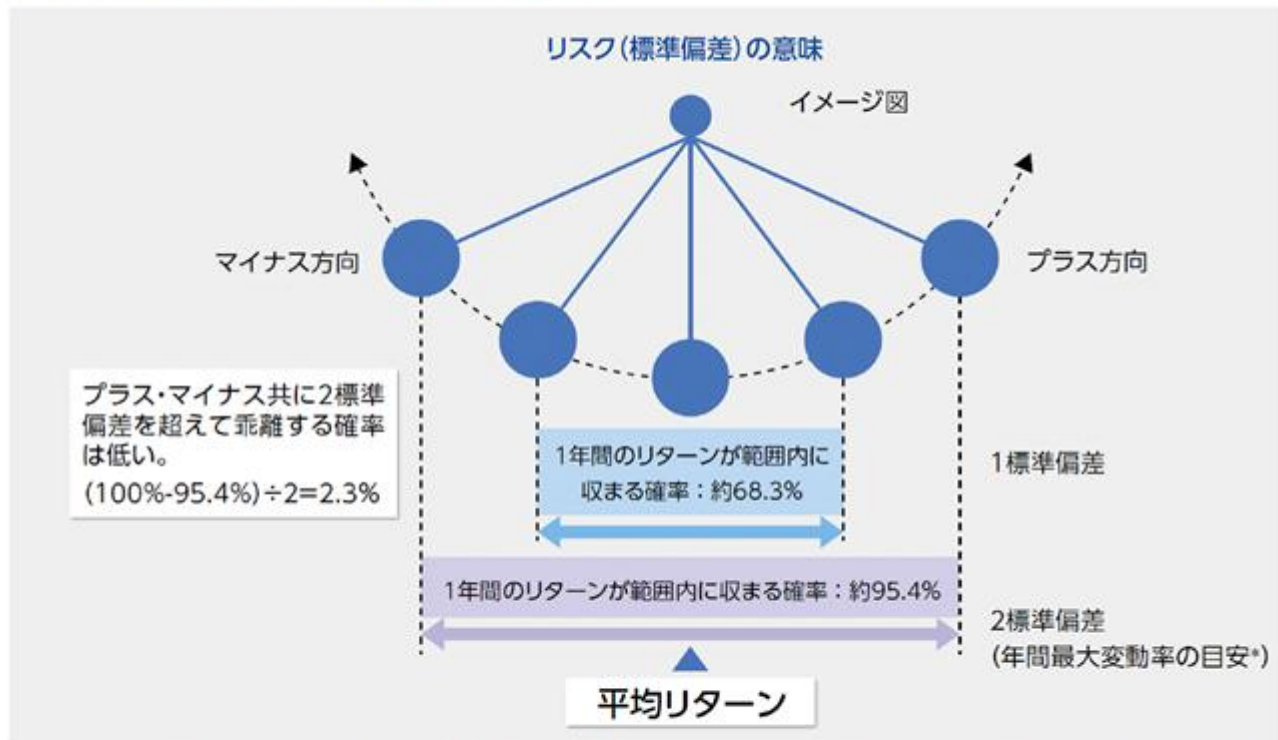 リスク(標準偏差)の意味
イメージ図
マイナス方向
プラス方向
プラス・マイナス共に2標準
偏差を超えて乖離する確率
は低い。
(100%-95.4%)÷2=2.3%
1年間のリターンが範囲内に
収まる確率：約68.3%
1標準偏差
1年間のリターンが範囲内に収まる確率：約95.4%
2標準偏差
(年間最大変動率の目安*)
平均リターン